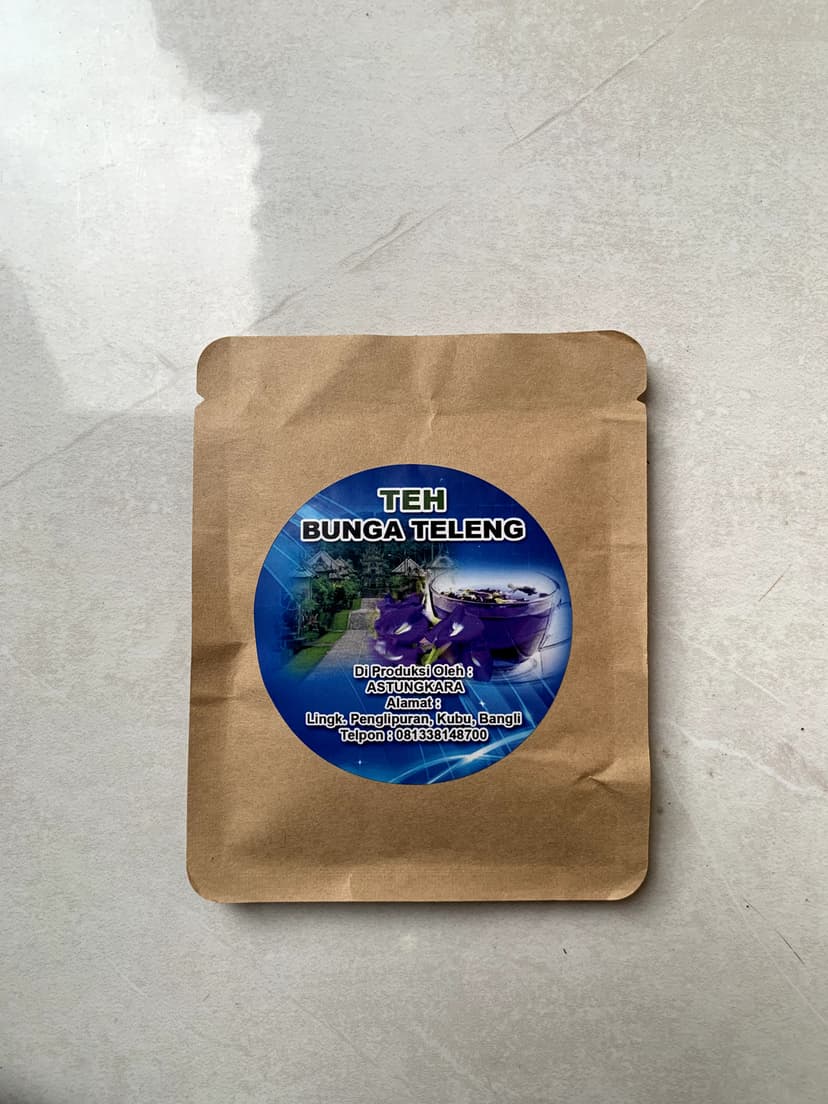 TEH
BUNGA TELENG
Di Produksi Oleh :
ASTUNGKARA
Alamat :
Lingk. Penglipuran, Kubu, Bangli
Telpon : 081338148700